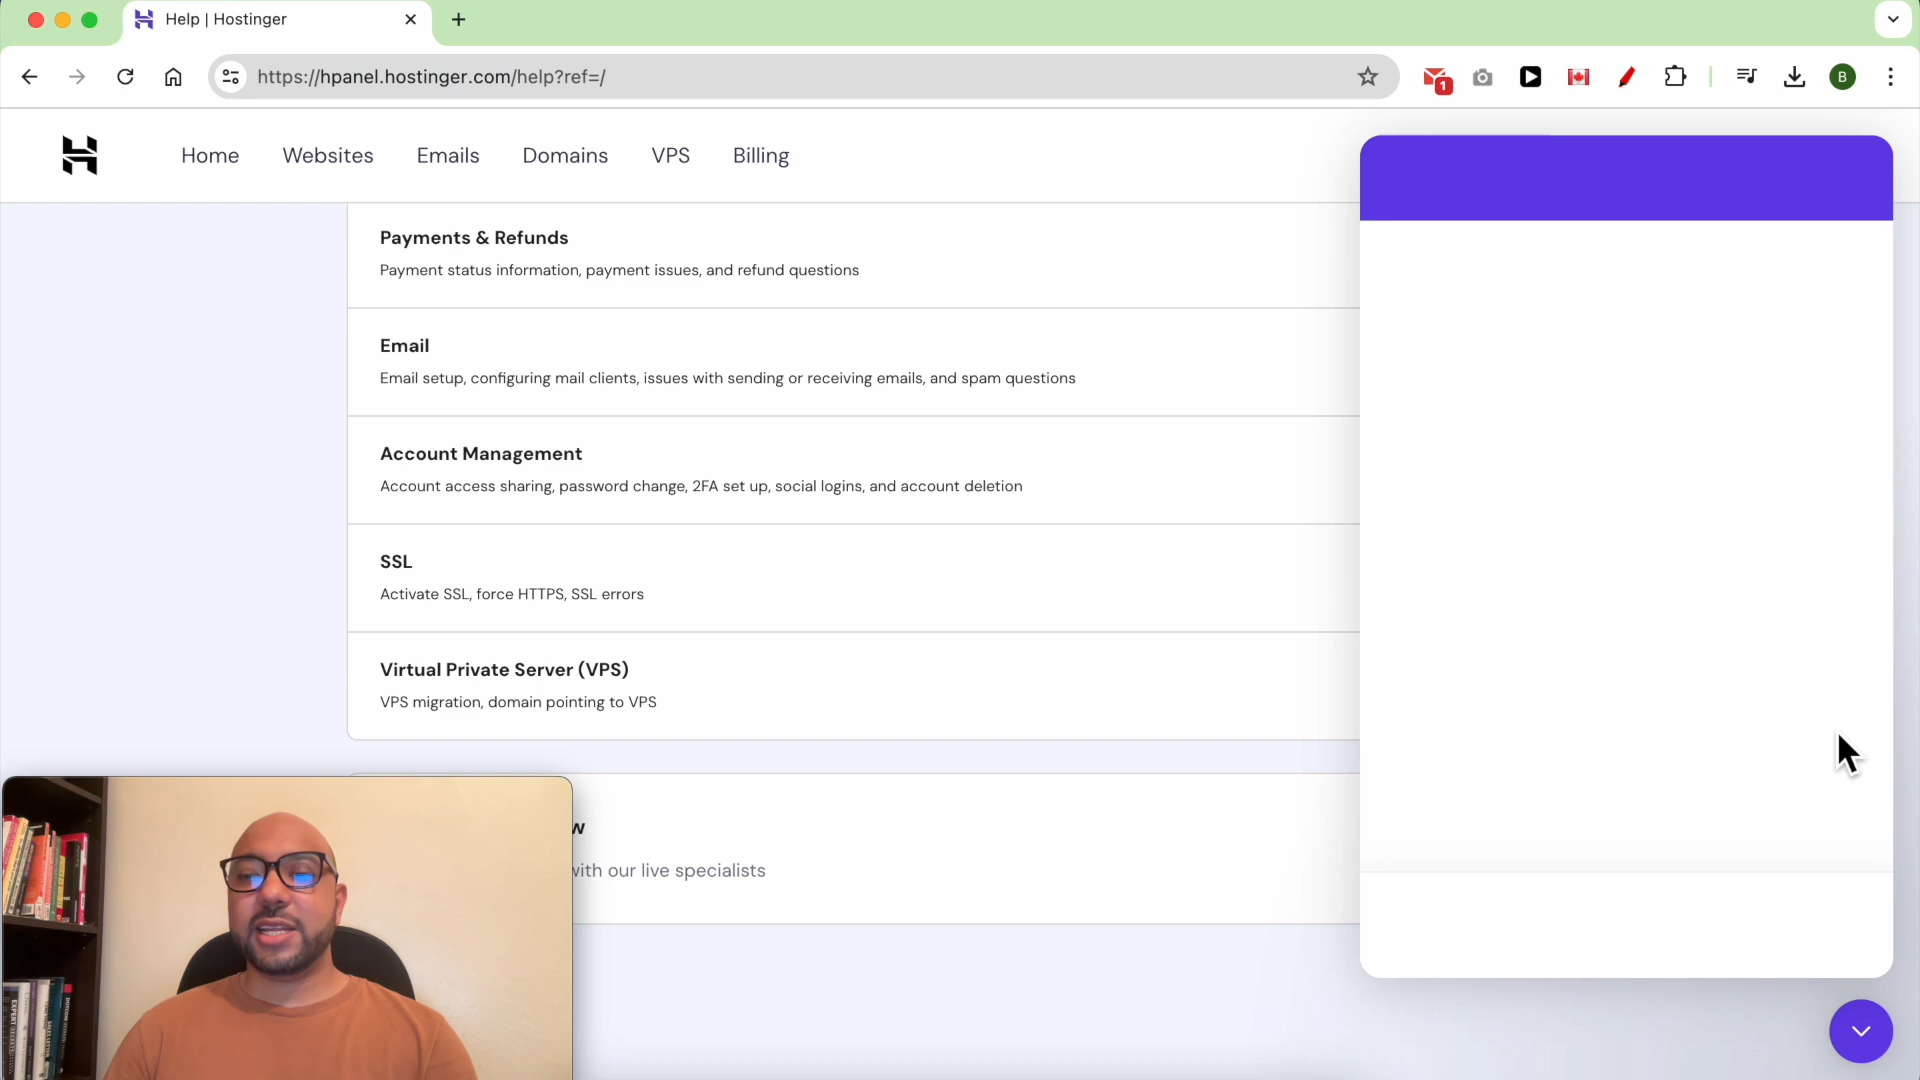 Help | Hostinger
https://hpanel.hostinger.com/help?ref=/
1
B
Home
Websites
Emails
Domains
VPS
Billing
Payments & Refunds
Payment status information, payment issues, and refund questions
Email
Email setup, configuring mail clients, issues with sending or receiving emails, and spam questions
Account Management
Account access sharing, password change, 2FA set up, social logins, and account deletion
SSL
Activate SSL, force HTTPS, SSL errors
Virtual Private Server (VPS)
VPS migration, domain pointing to VPS
w
with our live specialists
EXPERT SECRETS